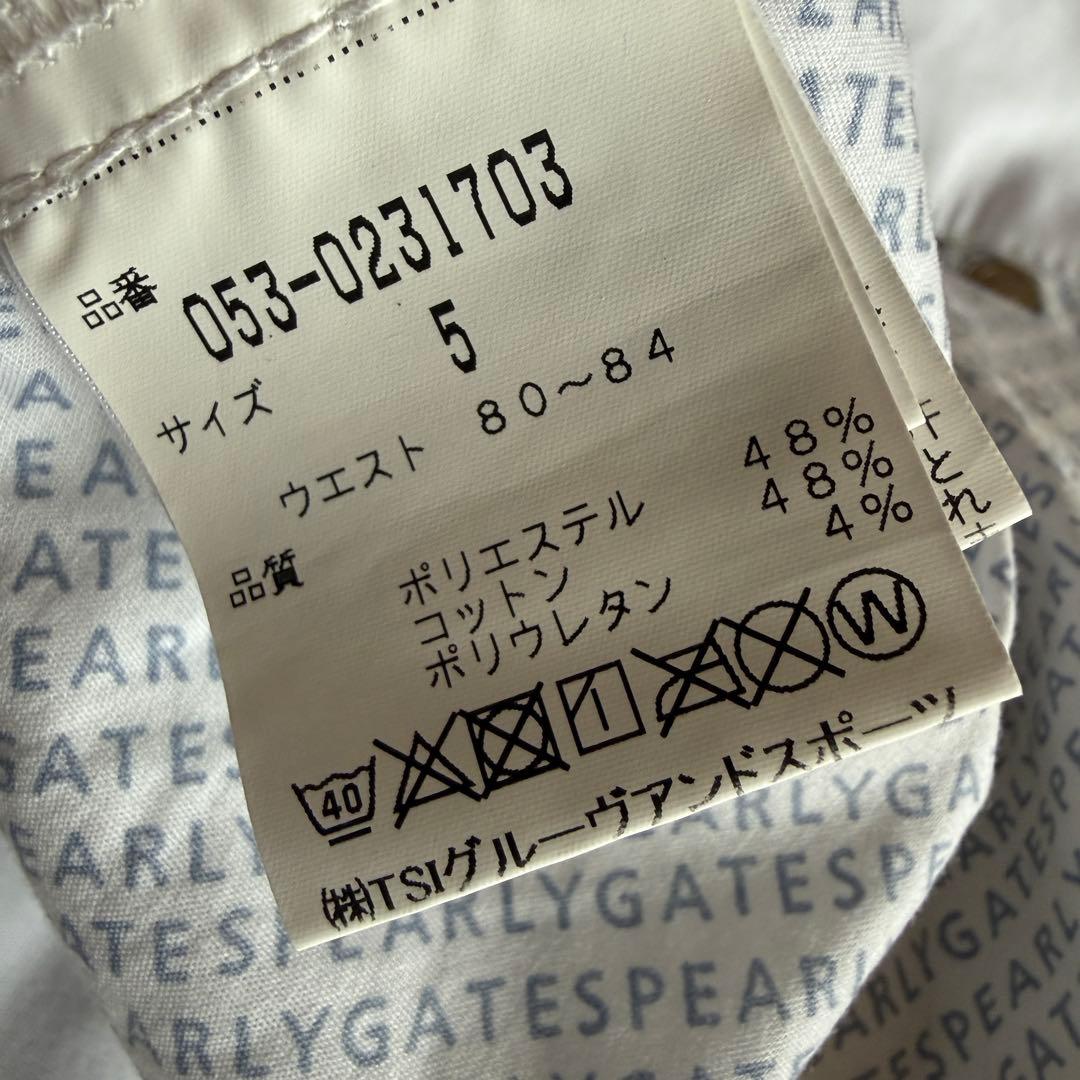 品番 053-0231703
サイズ 5
ウエスト 80～84
品質 ポリエステル 48%
コットン 48%
ポリウレタン 4%
40
W
㈱TSIグルーヴアンドスポーツ
と
れ
PEARLYGATES